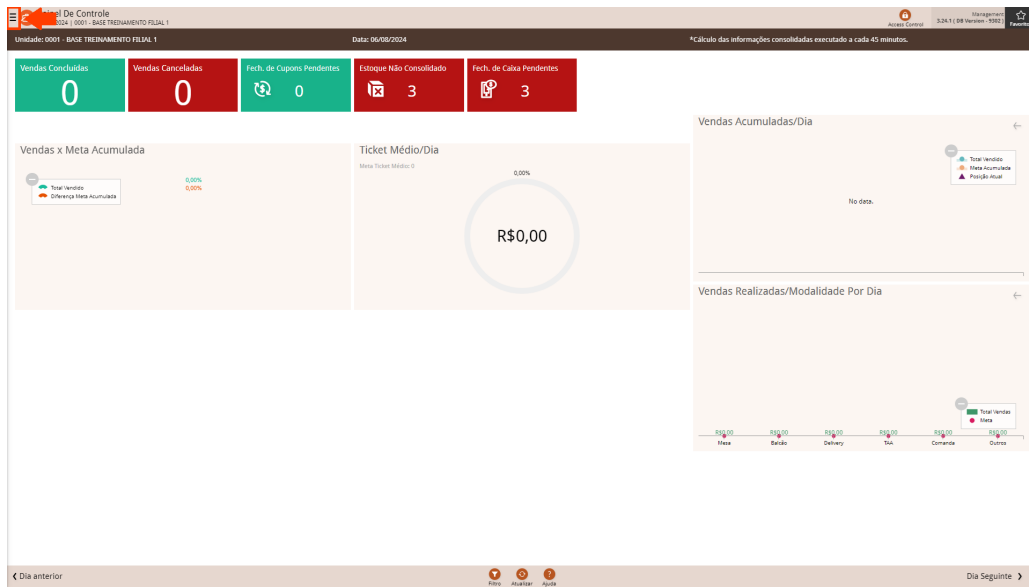 De Controle
2024 | 0001 - BASE TREINAMENTO FILIAL 1
Access Control
Management
3.24.1 ( DB Version - 9302 )
Favorito
Unidade: 0001 - BASE TREINAMENTO FILIAL 1
Data: 06/08/2024
*Cálculo das informações consolidadas executado a cada 45 minutos.
Vendas Concluídas
0
Vendas Canceladas
0
Fech. de Cupons Pendentes
0
Estoque Não Consolidado
3
Fech. de Caixa Pendentes
3
Vendas x Meta Acumulada
Total Vendido
Diferença Meta Acumulada
0,00%
0,00%
Ticket Médio/Dia
Meta Ticket Médio: 0
0,00%
R$0,00
Vendas Acumuladas/Dia
Total Vendido
Meta Acumulada
Posição Atual
No data.
Vendas Realizadas/Modalidade Por Dia
Total Vendas
Meta
R$0,00 R$0,00 R$0,00 R$0,00 R$0,00 R$0,00
Mesa Balcão Delivery TAA Comanda Outros
Dia anterior
Filtro Atualizar Ajuda
Dia Seguinte